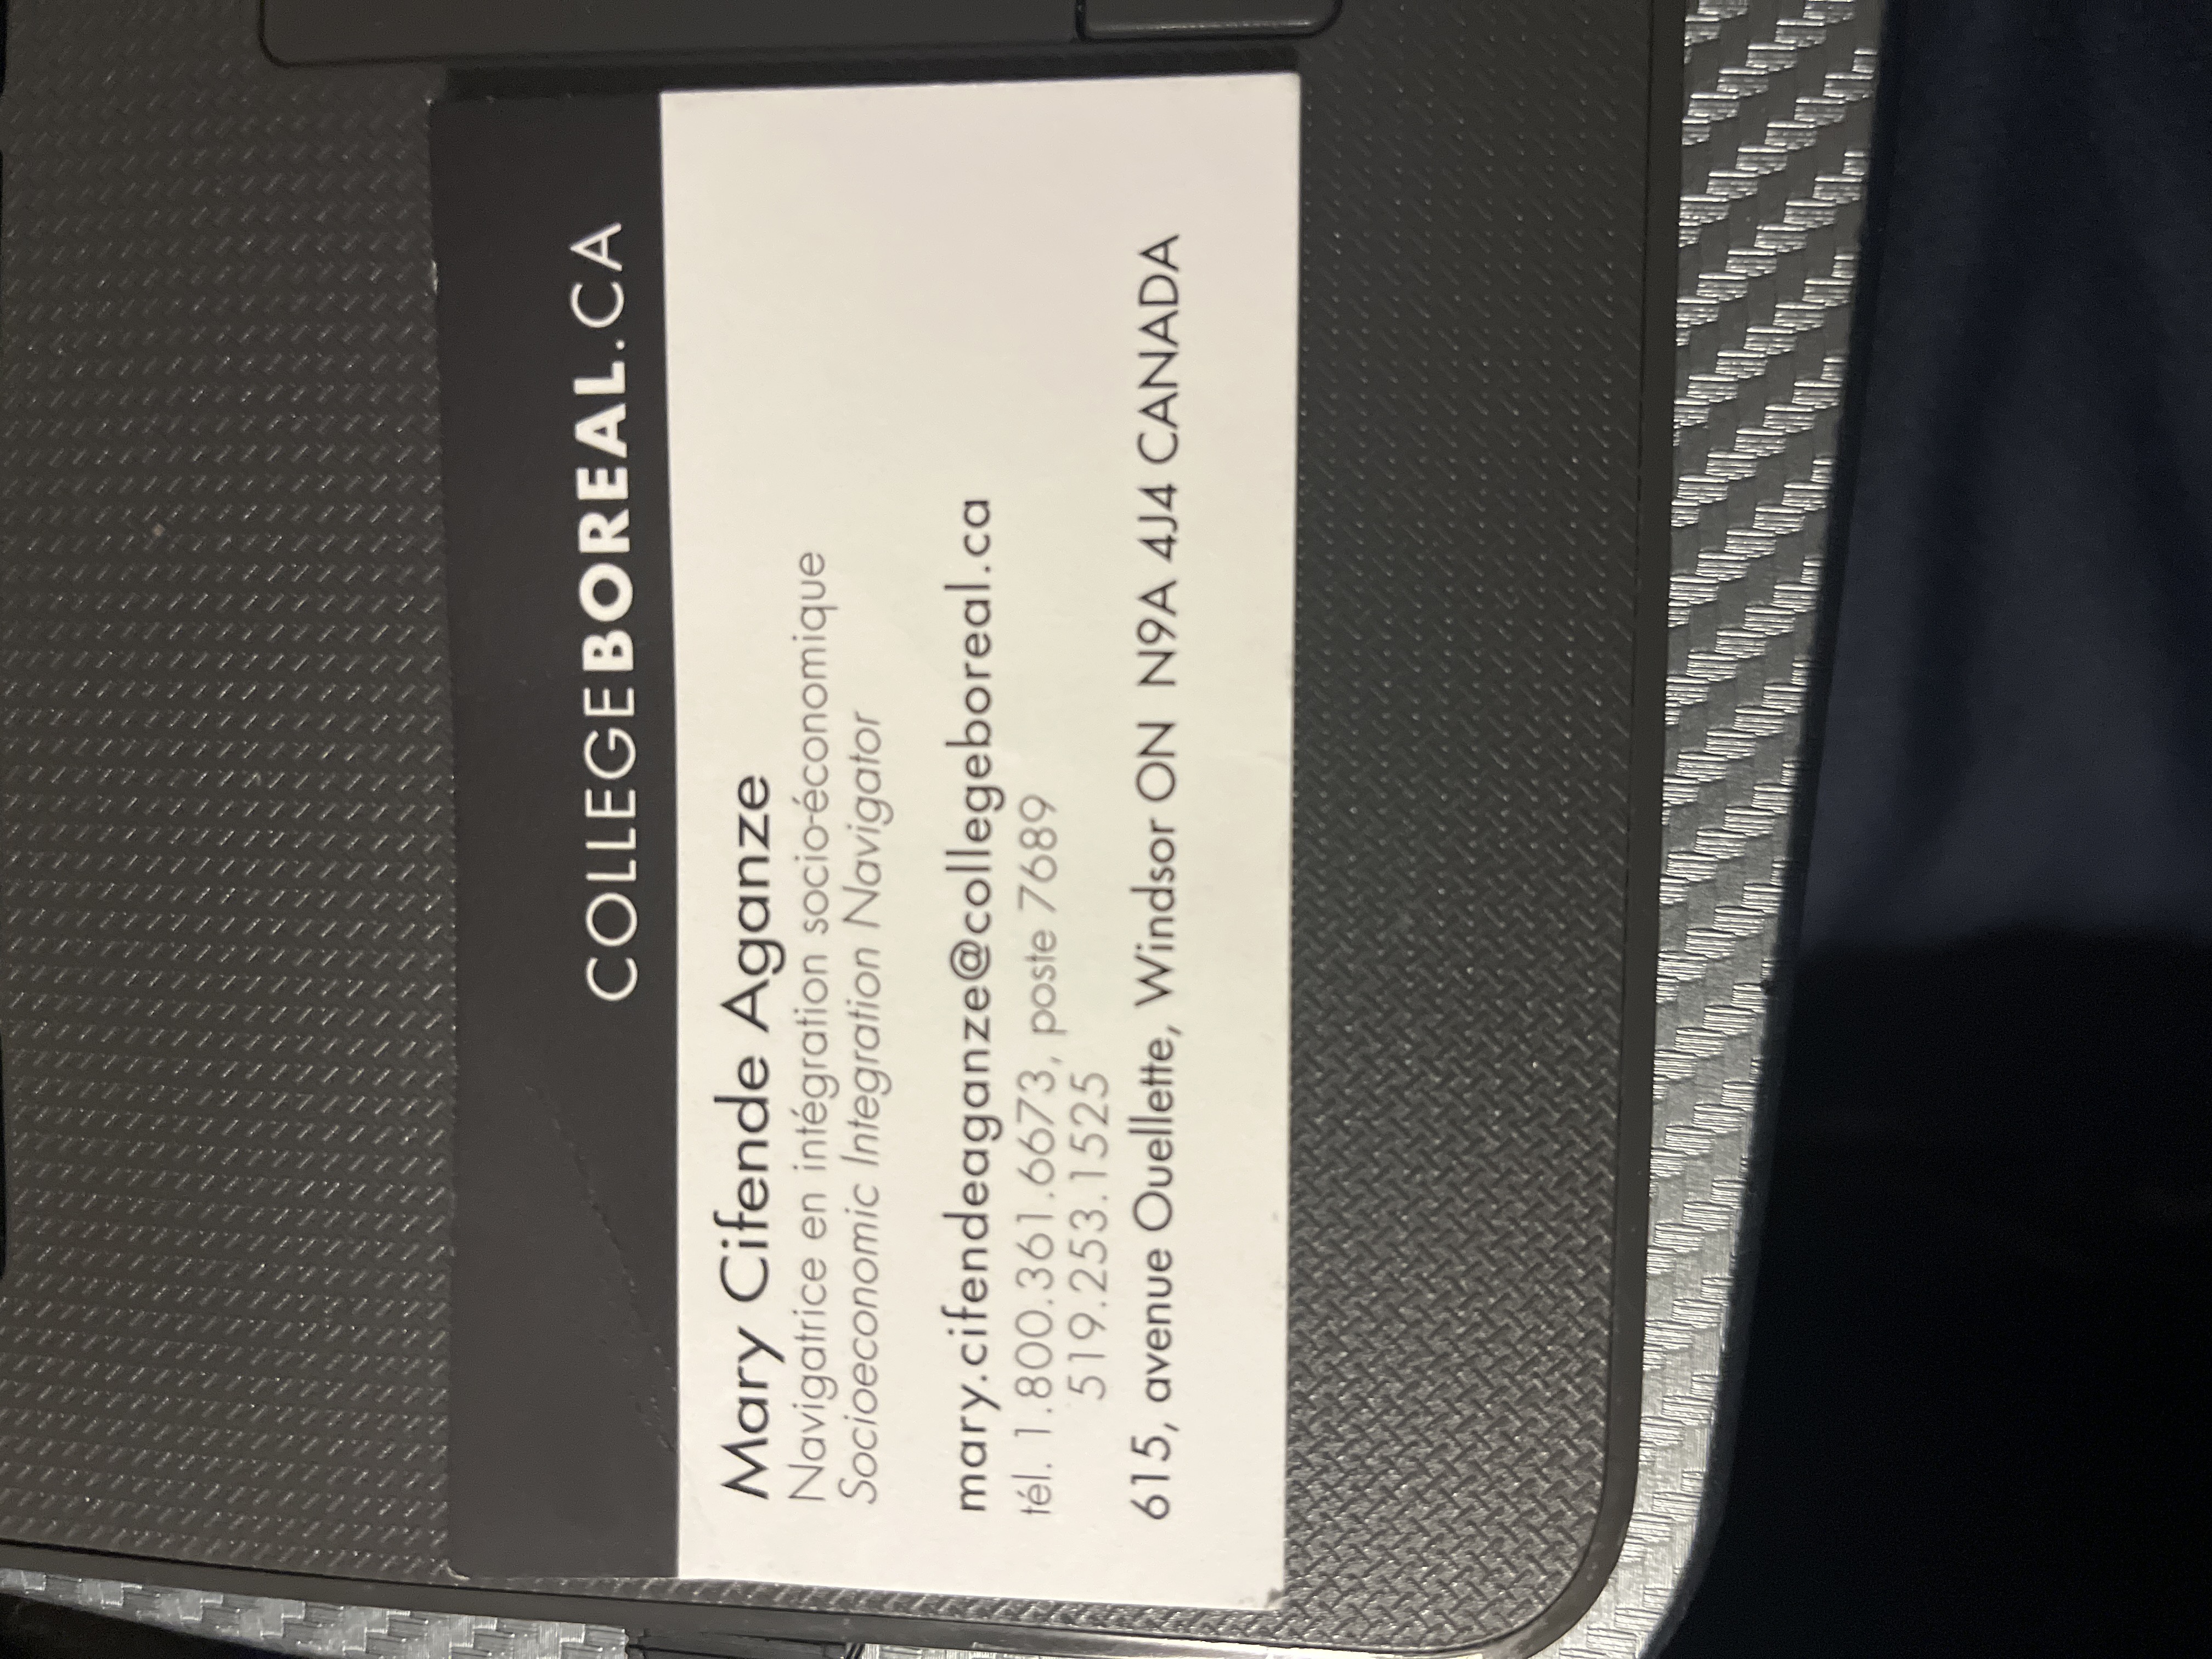 COLLEGEBOREAL.CA
Mary Cifende Aganze
Navigatrice en intégration socio-économique
Socioeconomic Integration Navigator
mary.cifendeaganze@collegeboreal.ca
tél. 1.800.361.6673, poste 7689
519.253.1525
615, avenue Ouellette, Windsor ON  N9A 4J4 CANADA